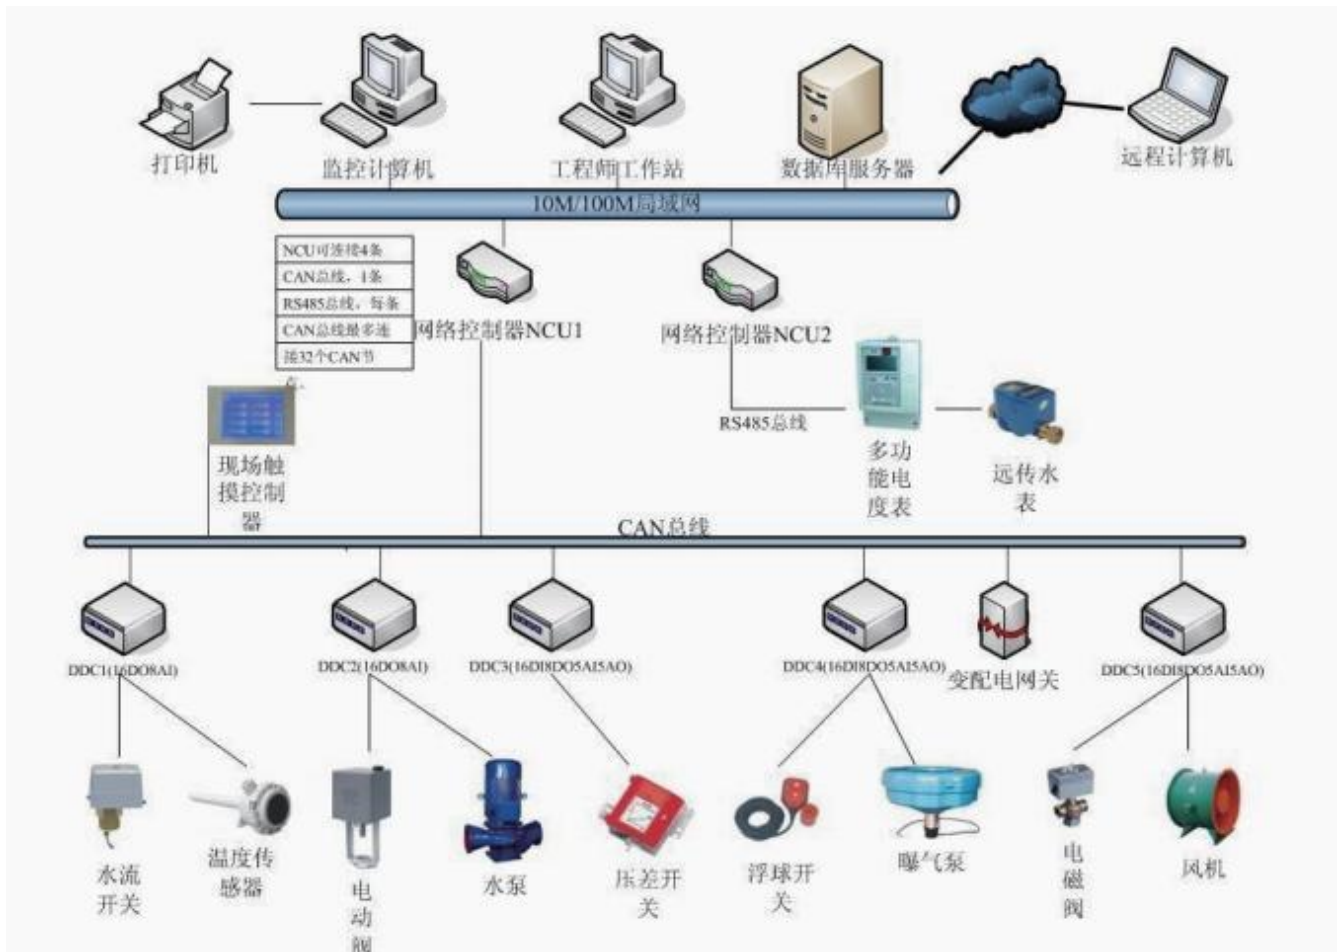 打印机
监控计算机
工程师工作站
数据库服务器
远程计算机
10M/100M局域网
NCU可连接4条
CAN总线，1条
RS485总线，每条
CAN总线最多连
接32个CAN节
点。
网络控制器NCU1
网络控制器NCU2
RS485总线
多功
能电
度表
远传水
表
现场触
摸控制
器
CAN总线
DDC1(16DO8AI)
DDC2(16DO8AI)
DDC3(16DI8DO5AI5AO)
DDC4(16DI8DO5AI5AO)
变配电网关
DDC5(16DI8DO5AI5AO)
水流
开关
温度传
感器
电
动
阀
水泵
压差开
关
浮球开
关
曝气泵
电
磁
阀
风机